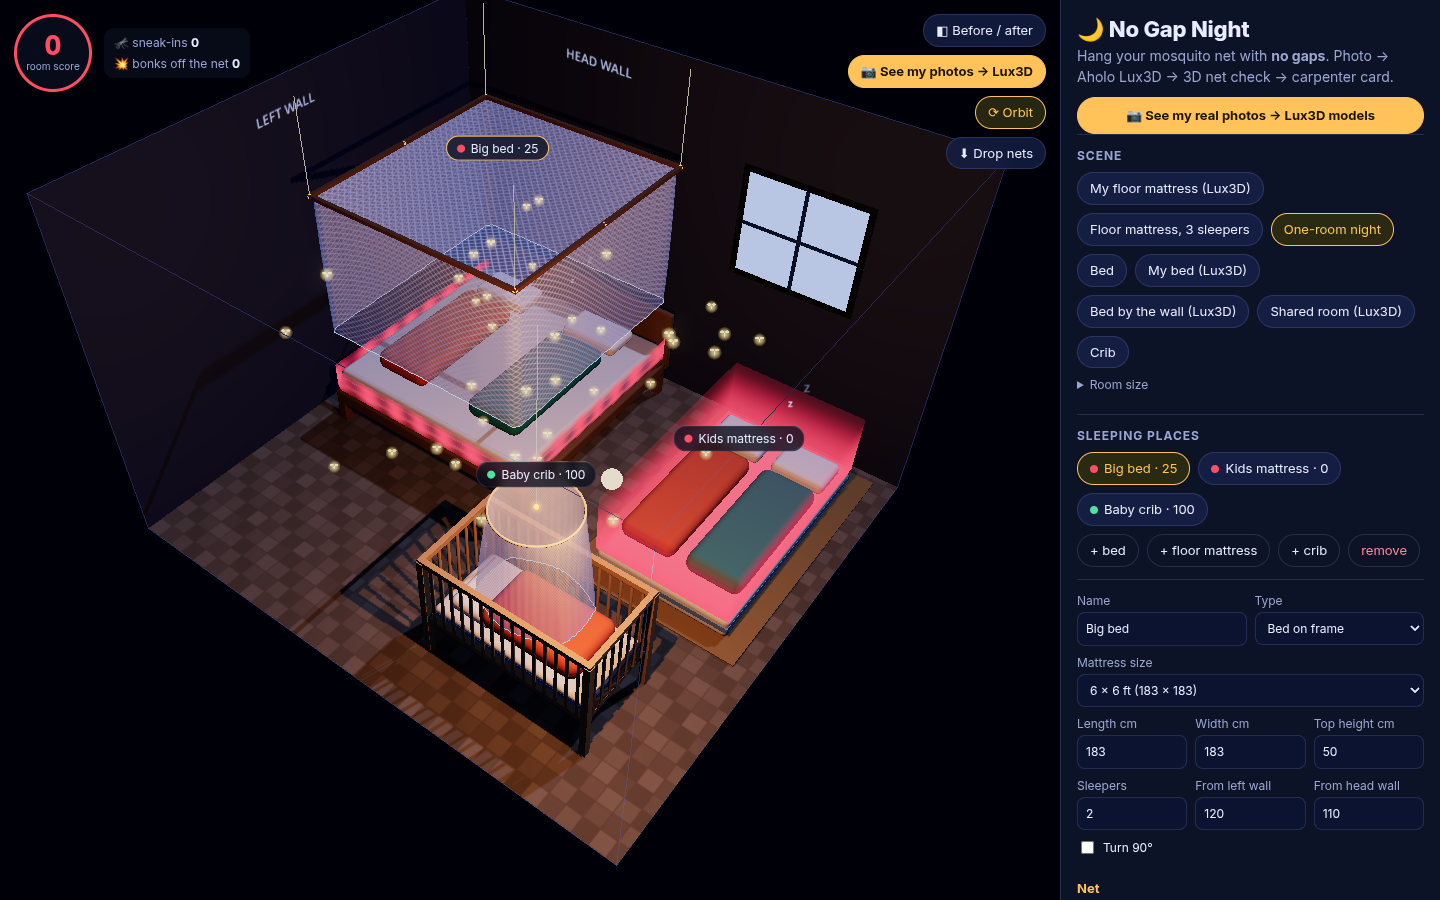 0
room score
🦟 sneak-ins 0
💥 bonks off the net 0
LEFT WALL
HEAD WALL
◧ Before / after
📷 See my photos → Lux3D
⟳ Orbit
⬇ Drop nets
Big bed · 25
z
z
Kids mattress · 0
Baby crib · 100
🌙 No Gap Night
Hang your mosquito net with no gaps. Photo →
Aholo Lux3D → 3D net check → carpenter card.
📷 See my real photos → Lux3D models
SCENE
My floor mattress (Lux3D)
Floor mattress, 3 sleepers
One-room night
Bed
My bed (Lux3D)
Bed by the wall (Lux3D)
Shared room (Lux3D)
Crib
▶ Room size
SLEEPING PLACES
Big bed · 25
Kids mattress · 0
Baby crib · 100
+ bed
+ floor mattress
+ crib
remove
Name
Type
Big bed
Bed on frame
Mattress size
6 × 6 ft (183 × 183)
Length cm
Width cm
Top height cm
183
183
50
Sleepers
From left wall
From head wall
2
120
110
Turn 90°
Net